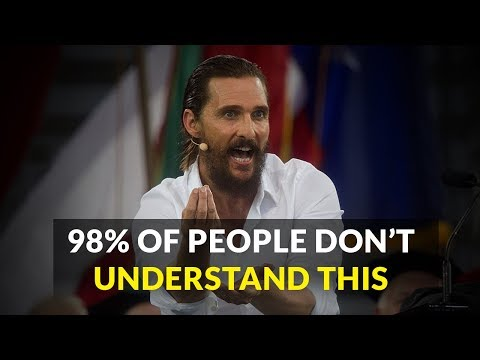 98% OF PEOPLE DON’T
UNDERSTAND THIS